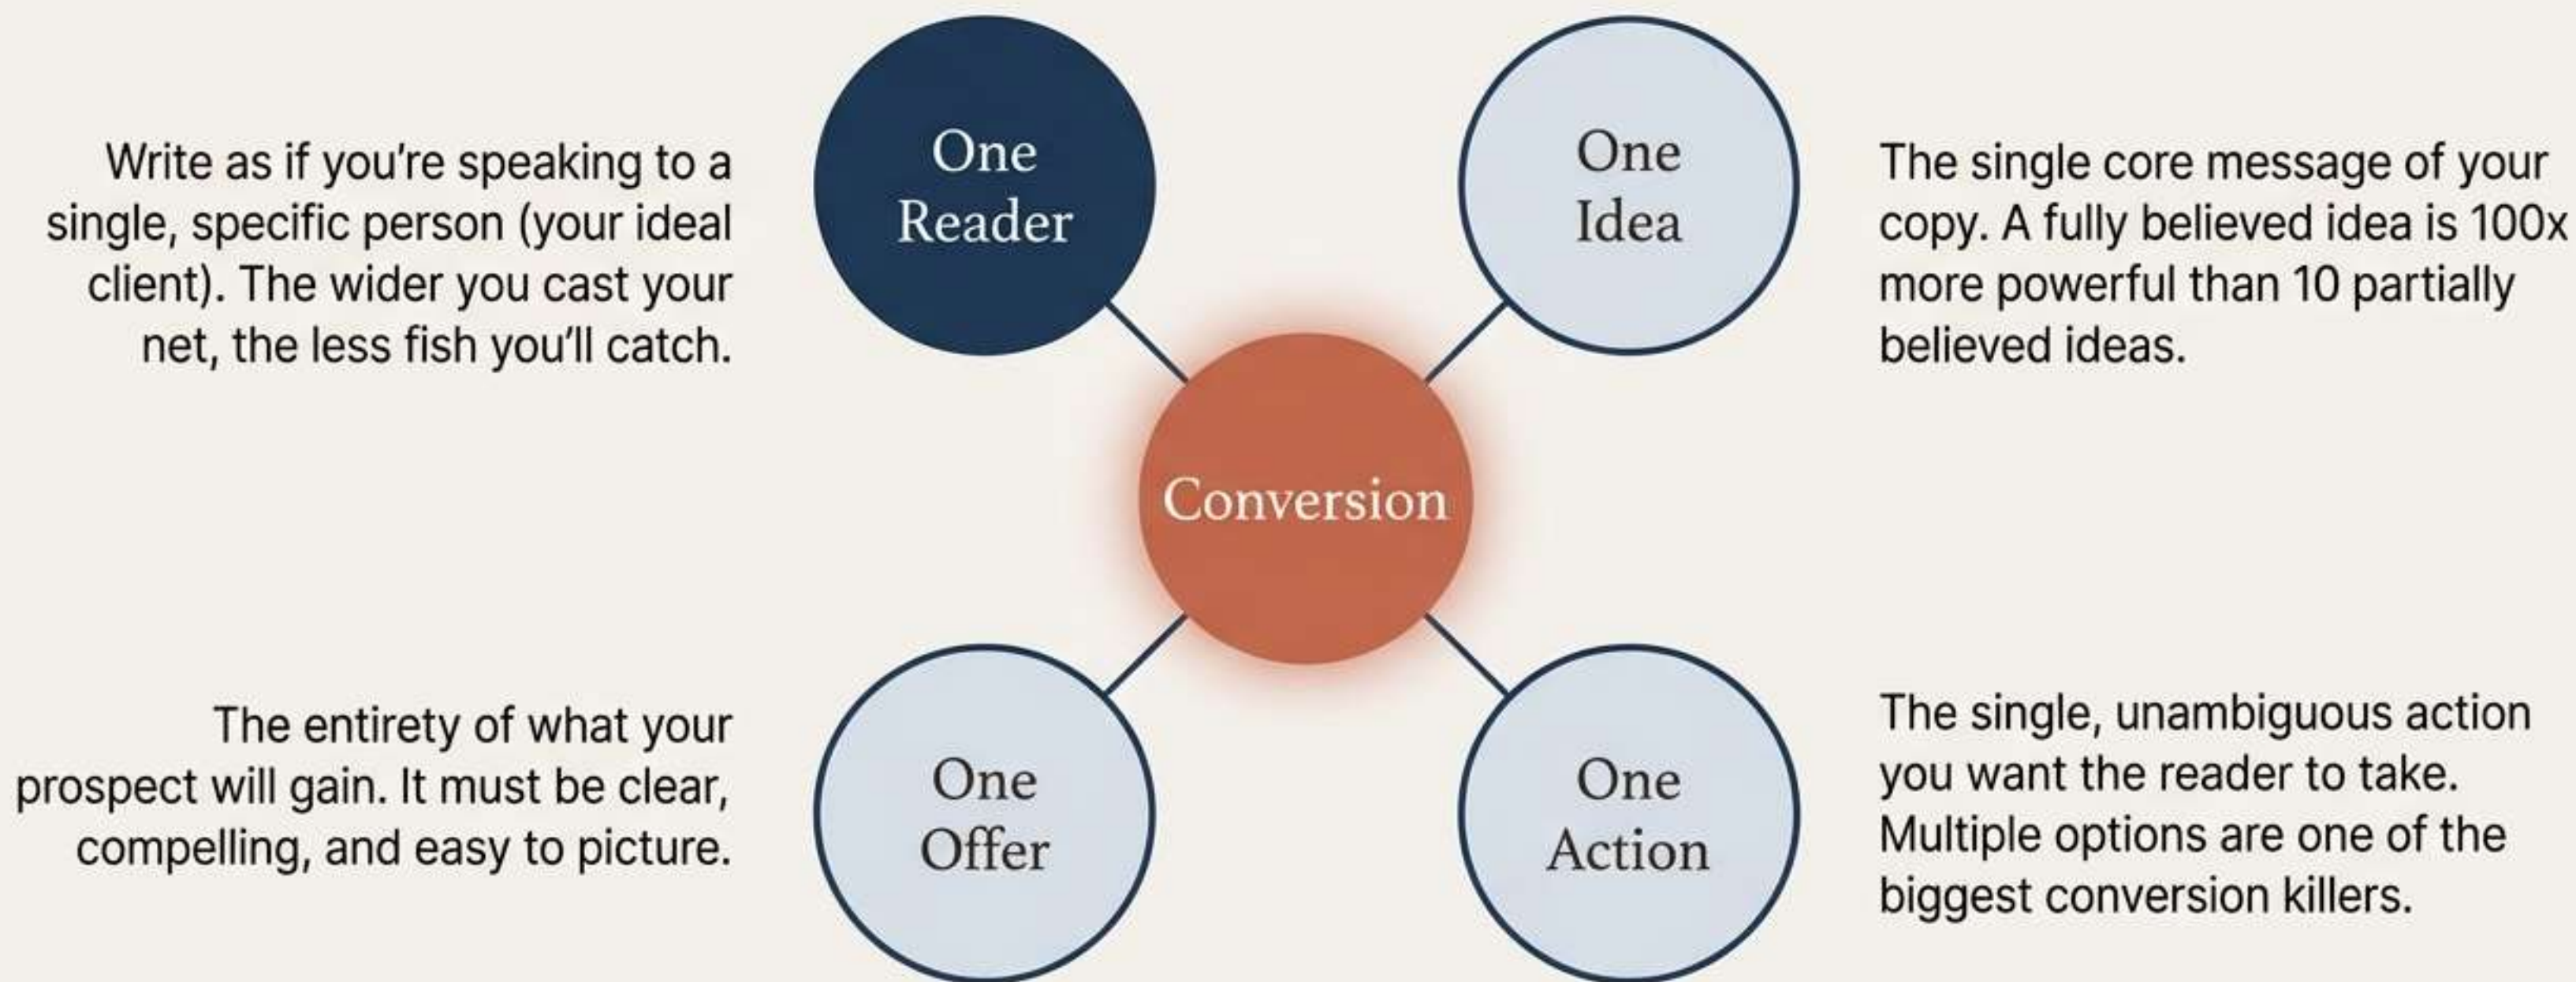 Write as if you're speaking to a
single, specific person (your ideal
client). The wider you cast your
net, the less fish you'll catch.
One
Reader
One
Idea
The single core message of your
copy. A fully believed idea is 100x
more powerful than 10 partially
believed ideas.
Conversion
The entirety of what your
prospect will gain. It must be clear,
compelling, and easy to picture.
One
Offer
One
Action
The single, unambiguous action
you want the reader to take.
Multiple options are one of the
biggest conversion killers.